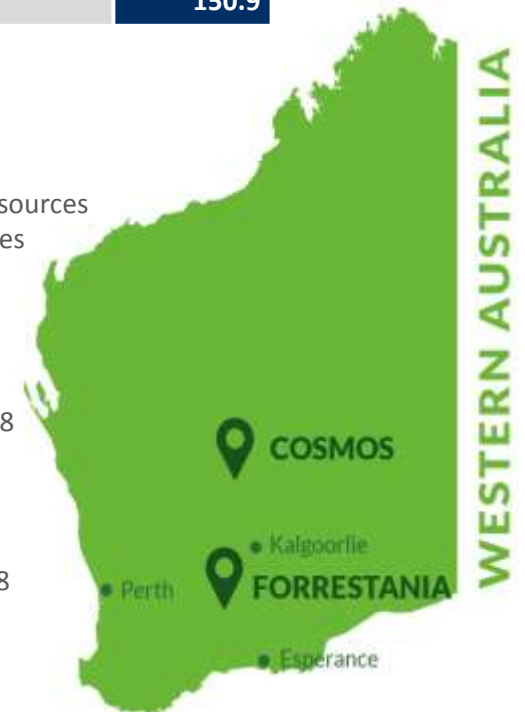 150.9
sources
es
8
8
COSMOS
Kalgoorlie
Perth
FORRESTANIA
Esperance
WESTERN AUSTRALIA